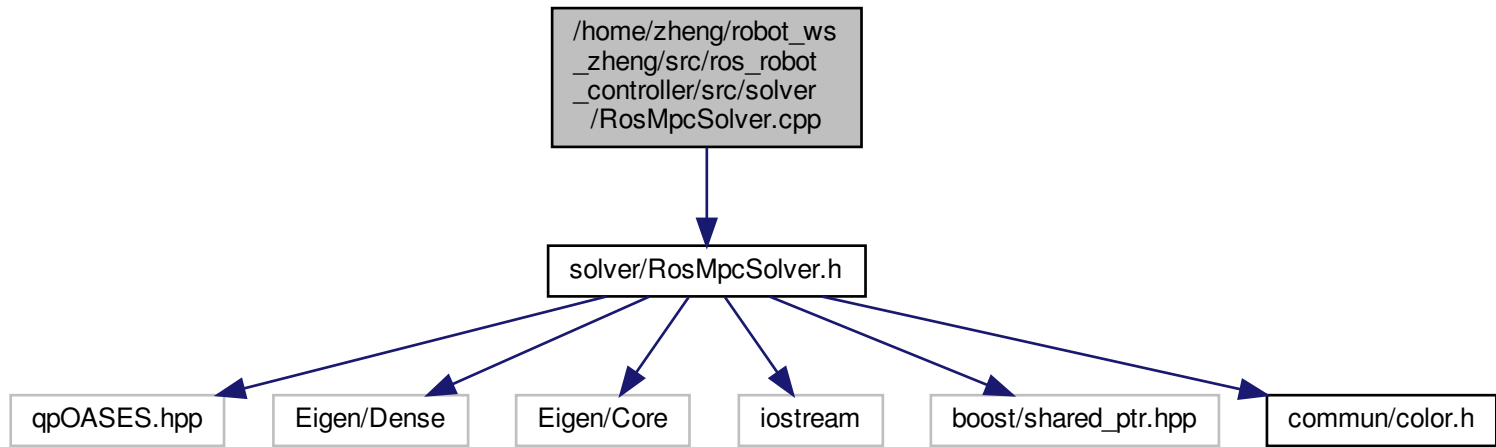 /home/zheng/robot_ws
_zheng/src/ros_robot
_controller/src/solver
/RosMpcSolver.cpp
solver/RosMpcSolver.h
qpOASES.hpp
Eigen/Dense
Eigen/Core
iostream
boost/shared_ptr.hpp
commun/color.h